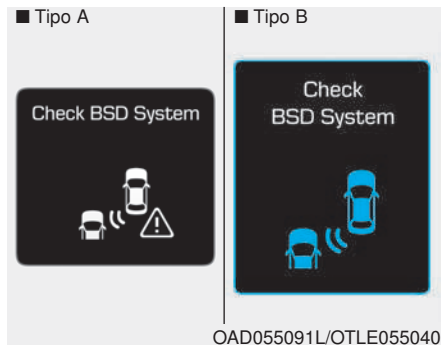 ■ Tipo A
■ Tipo B
Check BSD System
Check
BSD System
OAD055091L/OTLE055040